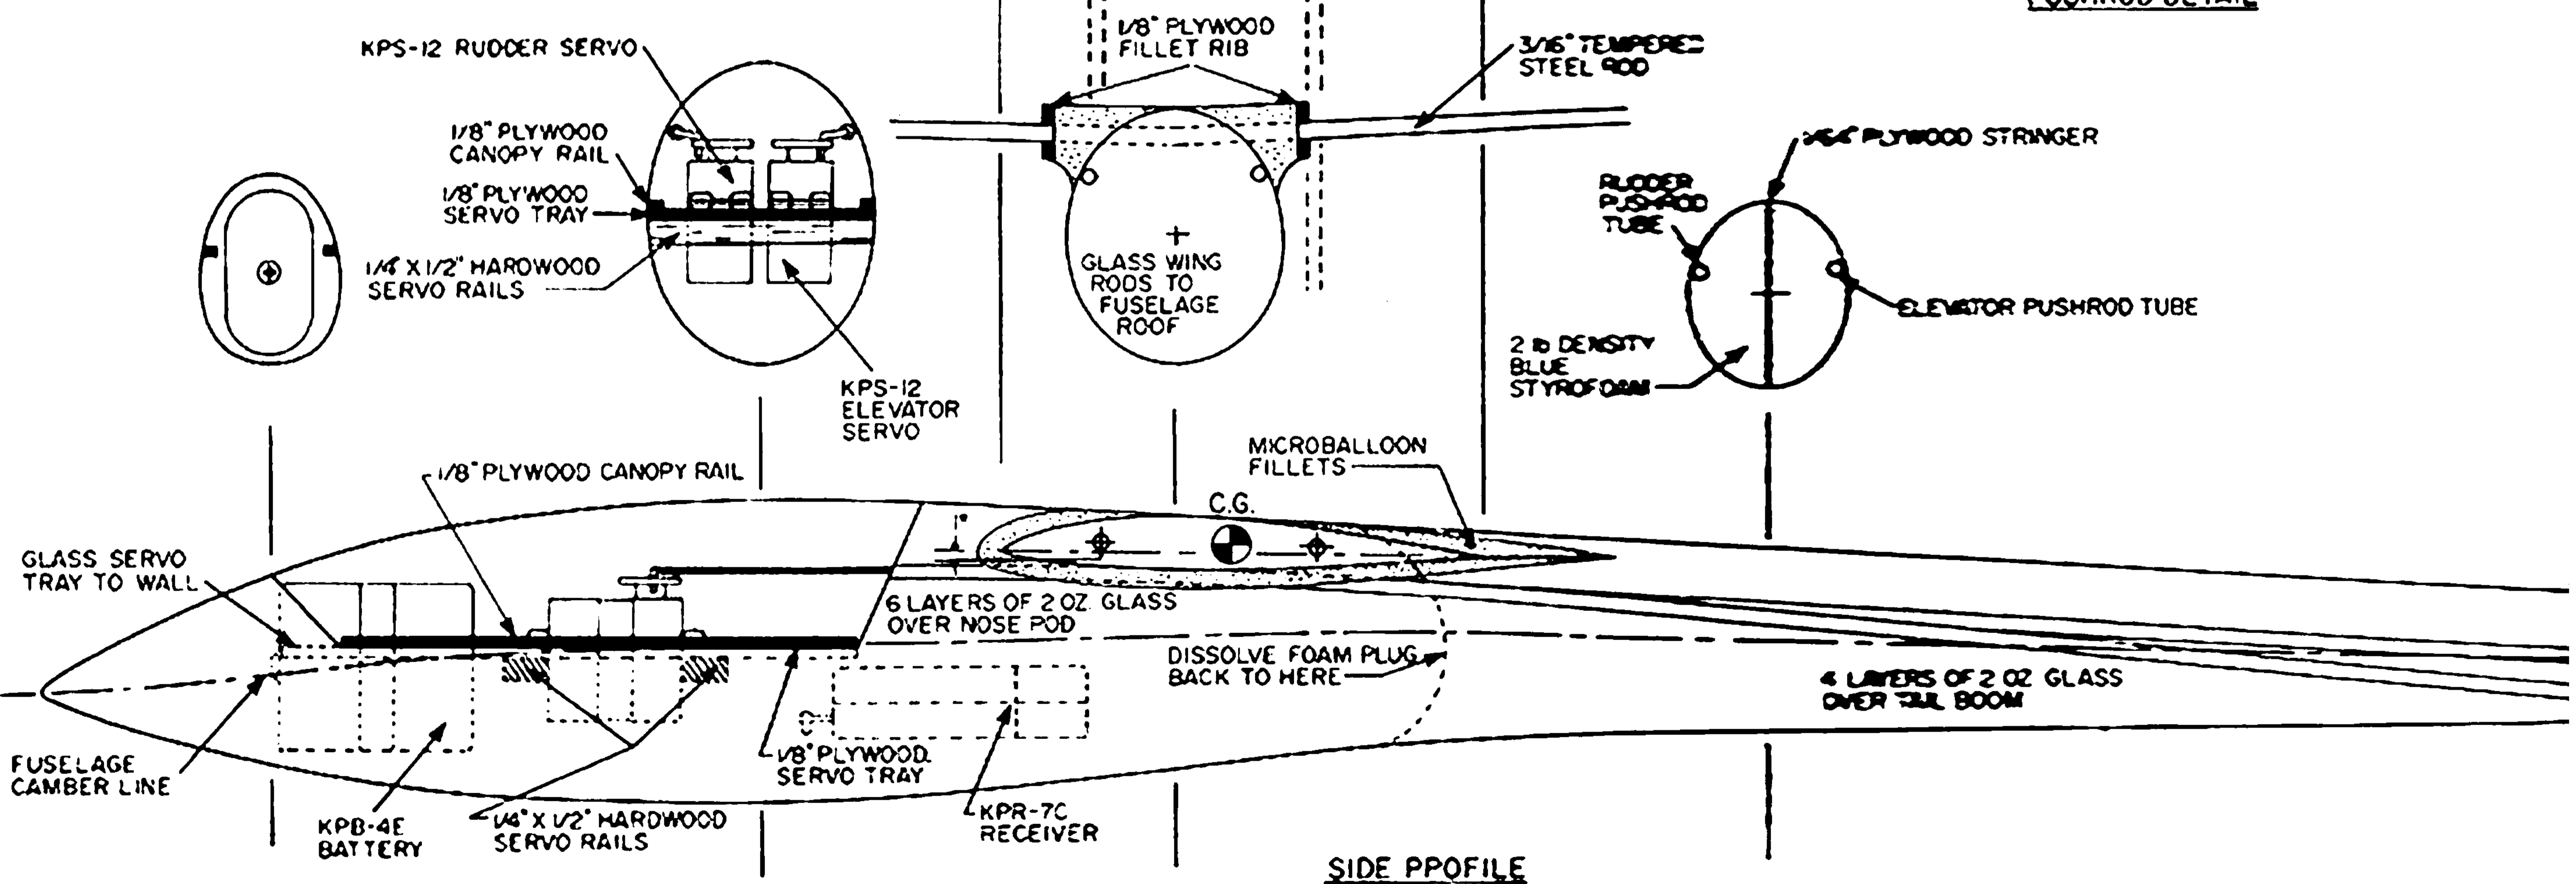 KPS-12 RUDDER SERVO
1/8" PLYWOOD
FILLET RIB
3/16" TEMPERED
STEEL ROD
1/8" PLYWOOD
CANOPY RAIL
1/8" PLYWOOD
SERVO TRAY
1/4" X 1/2" HARDWOOD
SERVO RAILS
GLASS WING
RODS TO
FUSELAGE
ROOF
KPS-12
ELEVATOR
SERVO
PLYWOOD STRINGER
RUDDER
PUSHROD
TUBE
ELEVATOR PUSHROD TUBE
2 lb DENSITY
BLUE
STYROFOAM
1/8" PLYWOOD CANOPY RAIL
MICROBALLOON
FILLETS
C.G.
1"
GLASS SERVO
TRAY TO WALL
6 LAYERS OF 2 OZ. GLASS
OVER NOSE POD
DISSOLVE FOAM PLUG
BACK TO HERE
4 LAYERS OF 2 OZ GLASS
OVER TAIL BOOM
FUSELAGE
CAMBER LINE
KPB-4E
BATTERY
1/4" X 1/2" HARDWOOD
SERVO RAILS
1/8" PLYWOOD
SERVO TRAY
KPR-7C
RECEIVER
SIDE PPOFILE